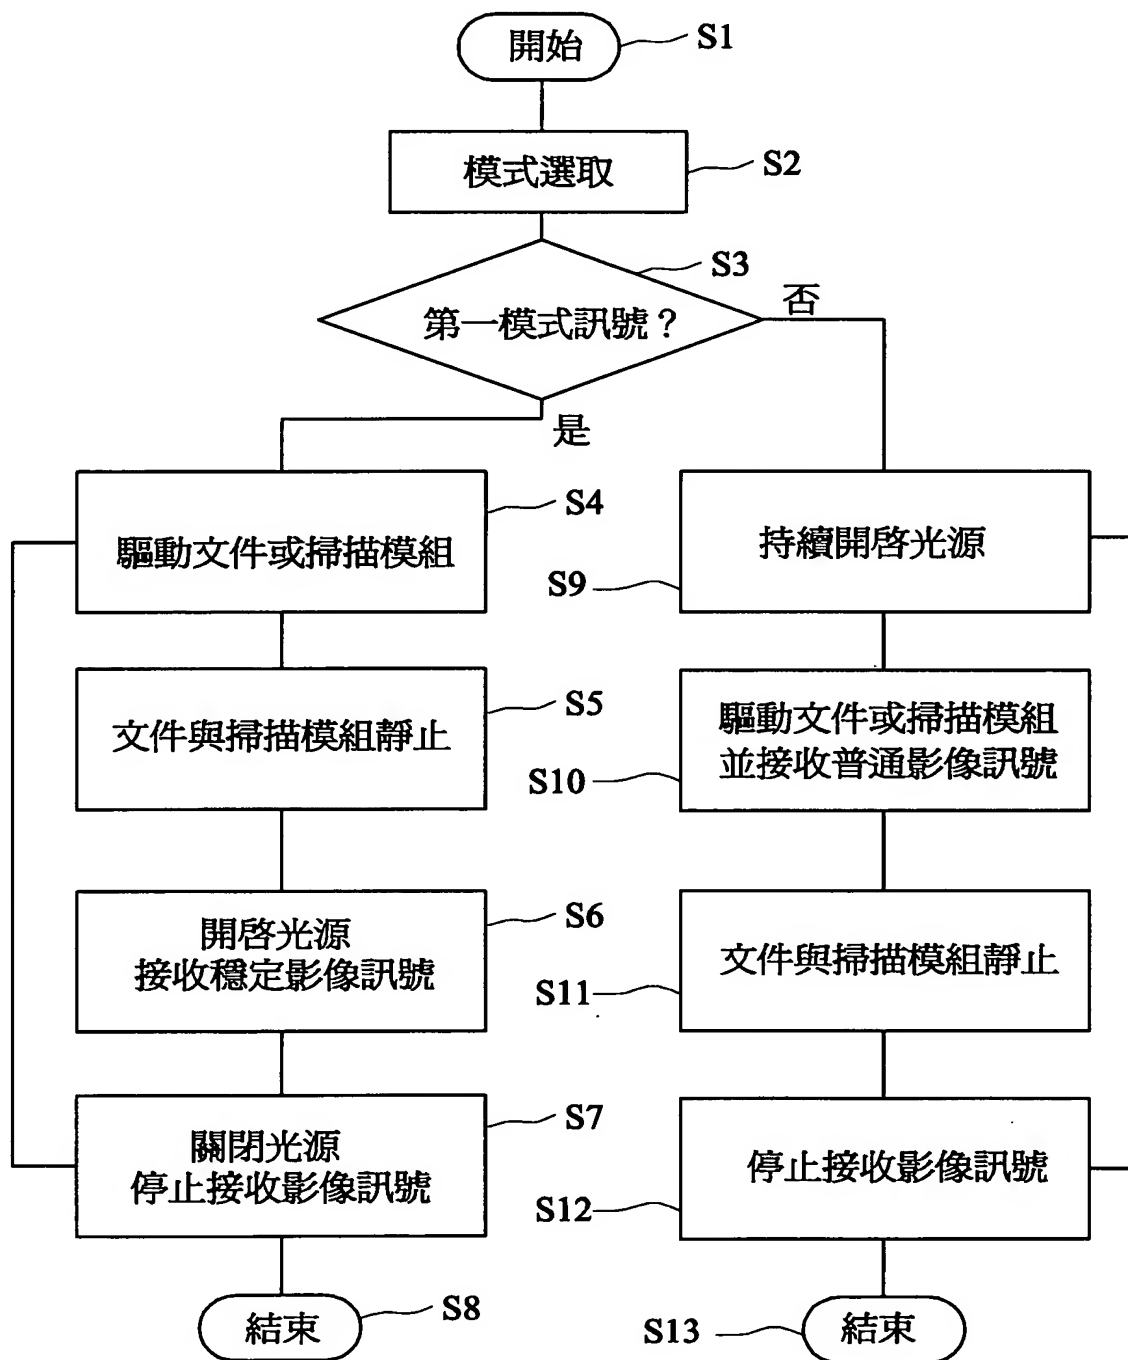 開始
S1
模式選取
S2
S3
第一模式訊號？
否
是
S4
驅動文件或掃描模組
S5
文件與掃描模組靜止
S6
開啓光源
接收穩定影像訊號
S7
關閉光源
停止接收影像訊號
S8
結束
持續開啓光源
S9
驅動文件或掃描模組
並接收普通影像訊號
S10
文件與掃描模組靜止
S11
停止接收影像訊號
S12
S13
結束